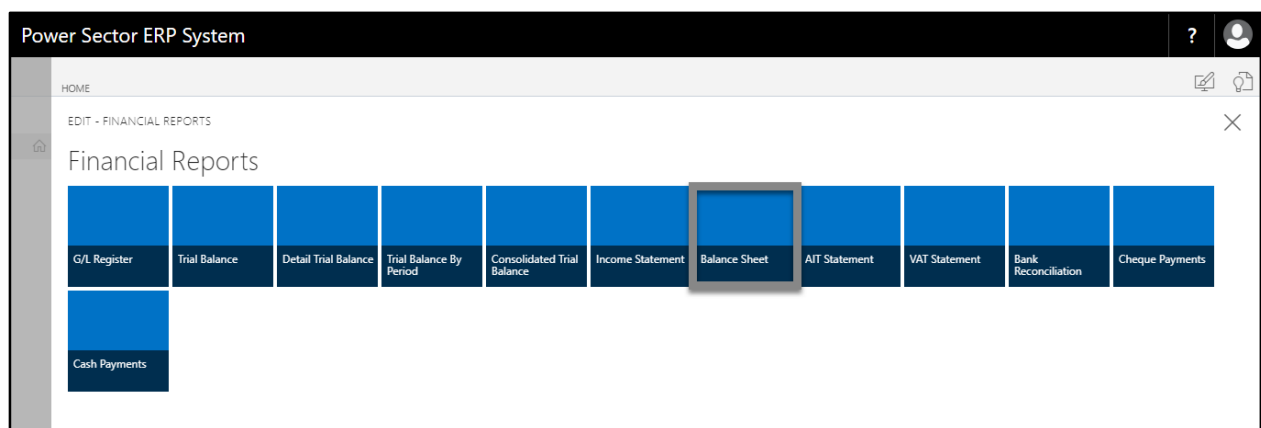 Power Sector ERP System ?
HOME
EDIT - FINANCIAL REPORTS
Financial Reports
G/L Register
Trial Balance
Detail Trial Balance
Trial Balance By
Period
Consolidated Trial
Balance
Income Statement
Balance Sheet
AIT Statement
VAT Statement
Bank
Reconciliation
Cheque Payments
Cash Payments